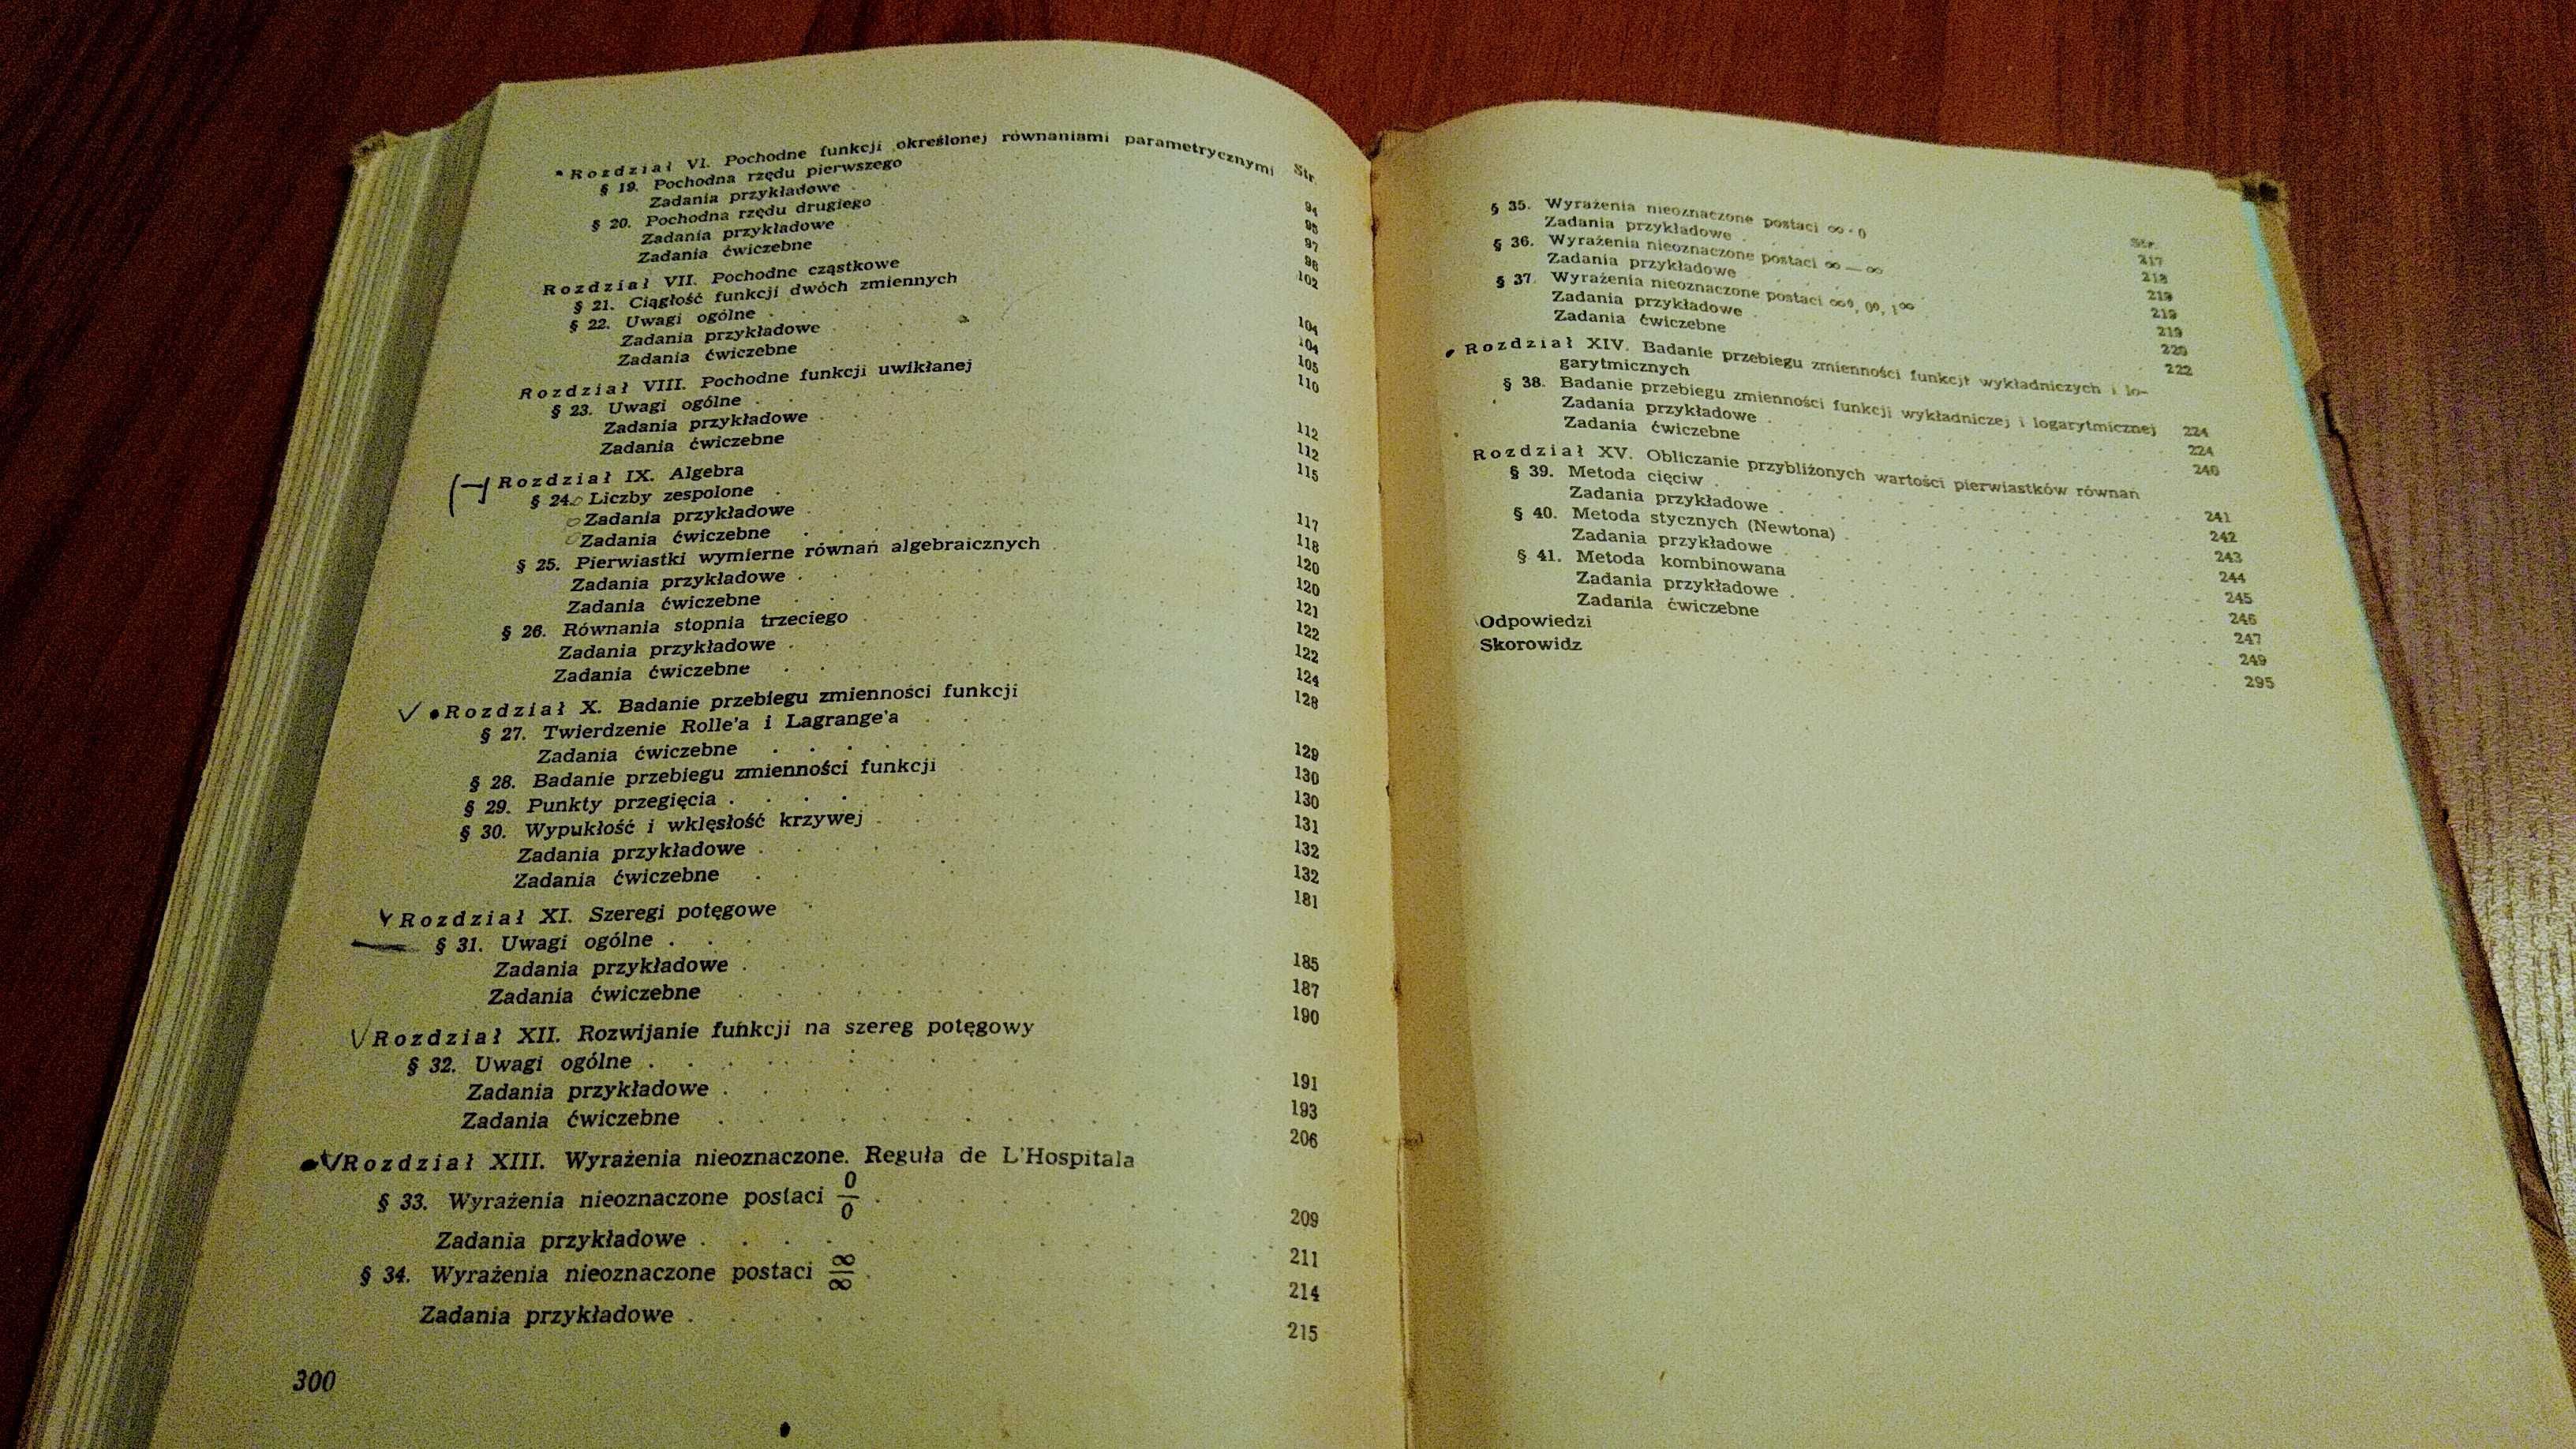 Str.
Rozdział VI. Pochodne funkcji określonej równaniami parametrycznymi
§ 19. Pochodna rzędu pierwszego 94
Zadania przykładowe 95
§ 20. Pochodna rzędu drugiego 97
Zadania przykładowe 98
Zadania ćwiczebne 102
Rozdział VII. Pochodne cząstkowe
§ 21. Ciągłość funkcji dwóch zmiennych 104
§ 22. Uwagi ogólne 104
Zadania przykładowe 105
Zadania ćwiczebne 110
Rozdział VIII. Pochodne funkcji uwikłanej
§ 23. Uwagi ogólne 112
Zadania przykładowe 112
Zadania ćwiczebne 115
Rozdział IX. Algebra
§ 24. Liczby zespolone 117
Zadania przykładowe 118
Zadania ćwiczebne 120
§ 25. Pierwiastki wymierne równań algebraicznych 120
Zadania przykładowe 121
Zadania ćwiczebne 122
§ 26. Równania stopnia trzeciego 122
Zadania przykładowe 124
Zadania ćwiczebne 128
Rozdział X. Badanie przebiegu zmienności funkcji
§ 27. Twierdzenie Rolle'a i Lagrange'a 129
Zadania ćwiczebne 130
§ 28. Badanie przebiegu zmienności funkcji 130
§ 29. Punkty przegięcia 131
§ 30. Wypukłość i wklęsłość krzywej 132
Zadania przykładowe 132
Zadania ćwiczebne 181
Rozdział XI. Szeregi potęgowe
§ 31. Uwagi ogólne 185
Zadania przykładowe 187
Zadania ćwiczebne 190
Rozdział XII. Rozwijanie funkcji na szereg potęgowy
§ 32. Uwagi ogólne 191
Zadania przykładowe 193
Zadania ćwiczebne 206
Rozdział XIII. Wyrażenia nieoznaczone. Reguła de L'Hospitala
§ 33. Wyrażenia nieoznaczone postaci 0/0 209
Zadania przykładowe 211
§ 34. Wyrażenia nieoznaczone postaci ∞/∞ 214
Zadania przykładowe 215
300
Str.
§ 35. Wyrażenia nieoznaczone postaci ∞ · 0 217
Zadania przykładowe 218
§ 36. Wyrażenia nieoznaczone postaci ∞ — ∞ 219
Zadania przykładowe 219
§ 37. Wyrażenia nieoznaczone postaci ∞⁰, 0⁰, 1^∞ 219
Zadania przykładowe 220
Zadania ćwiczebne 222
Rozdział XIV. Badanie przebiegu zmienności funkcji wykładniczych i lo-
garytmicznych
§ 38. Badanie przebiegu zmienności funkcji wykładniczej i logarytmicznej 224
Zadania przykładowe 224
Zadania ćwiczebne 240
Rozdział XV. Obliczanie przybliżonych wartości pierwiastków równań
§ 39. Metoda cięciw 241
Zadania przykładowe 242
§ 40. Metoda stycznych (Newtona) 243
Zadania przykładowe 244
§ 41. Metoda kombinowana 245
Zadania przykładowe 246
Zadania ćwiczebne 247
Odpowiedzi 249
Skorowidz 295